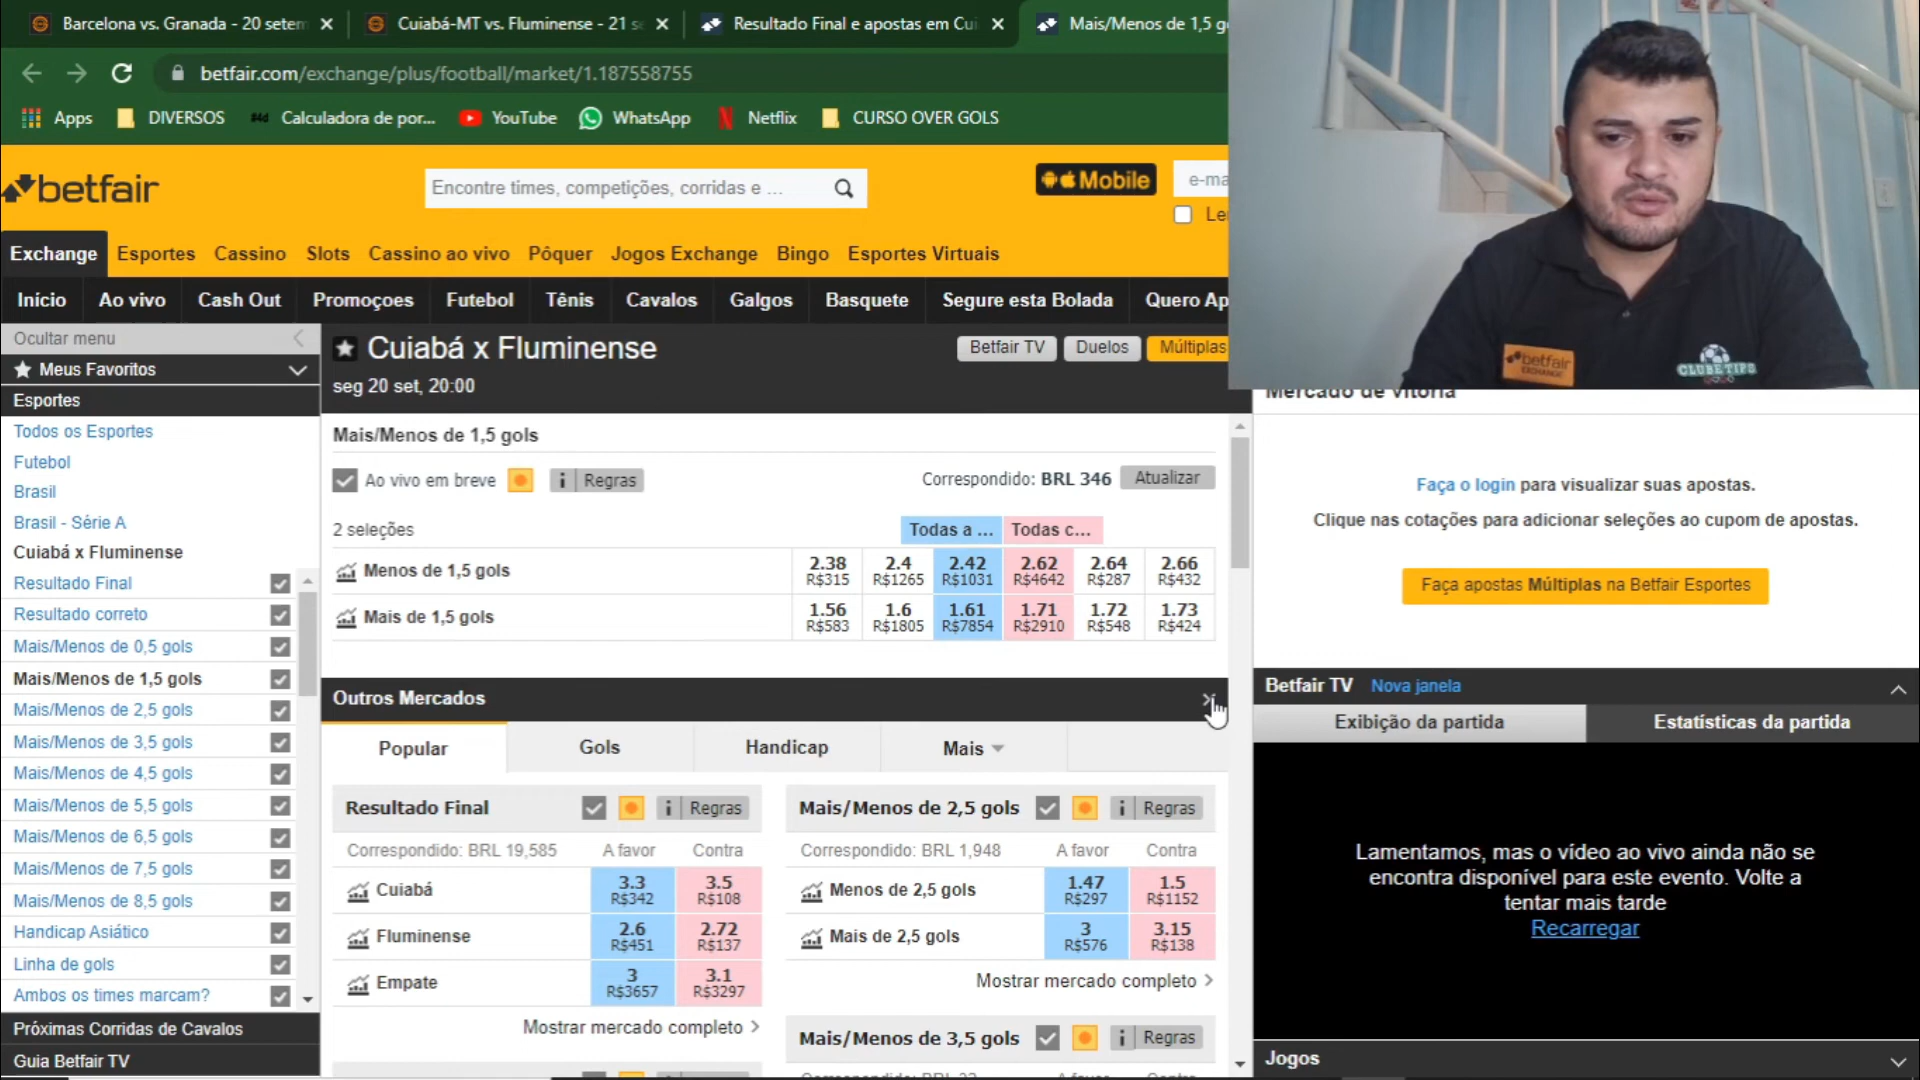 Barcelona vs. Granada - 20 setem
Cuiabá-MT vs. Fluminense - 21 s
Resultado Final e apostas em Cui
Mais/Menos de 1,5 g
betfair.com/exchange/plus/football/market/1.187558755
Apps
DIVERSOS
Calculadora de por...
YouTube
WhatsApp
Netflix
CURSO OVER GOLS
betfair
Encontre times, competições, corridas e ...
Mobile
e-ma
Le
Exchange
Esportes
Cassino
Slots
Cassino ao vivo
Pôquer
Jogos Exchange
Bingo
Esportes Virtuais
Início
Ao vivo
Cash Out
Promoçoes
Futebol
Tênis
Cavalos
Galgos
Basquete
Segure esta Bolada
Quero Ap
betfair
EXCHANGE
CLUBETIPS
Ocultar menu
Meus Favoritos
Esportes
Todos os Esportes
Futebol
Brasil
Brasil - Série A
Cuiabá x Fluminense
Resultado Final
Resultado correto
Mais/Menos de 0,5 gols
Mais/Menos de 1,5 gols
Mais/Menos de 2,5 gols
Mais/Menos de 3,5 gols
Mais/Menos de 4,5 gols
Mais/Menos de 5,5 gols
Mais/Menos de 6,5 gols
Mais/Menos de 7,5 gols
Mais/Menos de 8,5 gols
Handicap Asiático
Linha de gols
Ambos os times marcam?
Próximas Corridas de Cavalos
Guia Betfair TV
Cuiabá x Fluminense
Betfair TV
Duelos
Múltiplas
seg 20 set, 20:00
Mais/Menos de 1,5 gols
Ao vivo em breve
i Regras
Correspondido: BRL 346
Atualizar
2 seleções
Todas a ...
Todas c...
Menos de 1,5 gols
2.38 2.4 2.42 2.62 2.64 2.66
R$315 R$1265 R$1031 R$4642 R$287 R$432
Mais de 1,5 gols
1.56 1.6 1.61 1.71 1.72 1.73
R$583 R$1805 R$7854 R$2910 R$548 R$424
Outros Mercados
Popular
Gols
Handicap
Mais
Resultado Final
i Regras
Correspondido: BRL 19,585
A favor
Contra
Cuiabá
3.3 3.5
R$342 R$108
Fluminense
2.6 2.72
R$451 R$137
Empate
3 3.1
R$3657 R$3297
Mostrar mercado completo
Mais/Menos de 2,5 gols
i Regras
Correspondido: BRL 1,948
A favor
Contra
Menos de 2,5 gols
1.47 1.5
R$297 R$1152
Mais de 2,5 gols
3 3.15
R$576 R$138
Mostrar mercado completo
Mais/Menos de 3,5 gols
i Regras
Mercado de vitória
Faça o login para visualizar suas apostas.
Clique nas cotações para adicionar seleções ao cupom de apostas.
Faça apostas Múltiplas na Betfair Esportes
Betfair TV
Nova janela
Exibição da partida
Estatísticas da partida
Lamentamos, mas o vídeo ao vivo ainda não se
encontra disponível para este evento. Volte a
tentar mais tarde
Recarregar
Jogos